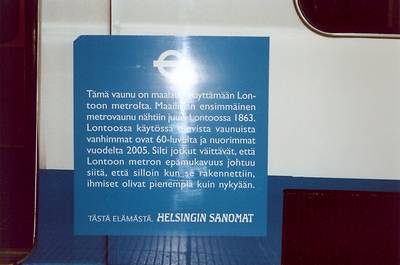 Tämä vaunu on maalattu näyttämään Lon-
toon metrolta. Maailman ensimmäinen
metrovaunu nähtiin juuri Lontoossa 1863.
Lontoossa käytössä olevista vaunuista
vanhimmat ovat 60-luvulta ja nuorimmat
vuodelta 2005. Silti jotkut väittävät, että
Lontoon metron epämukavuus johtuu
siitä, että silloin kun se rakennettiin,
ihmiset olivat pienempiä kuin nykyään.
TÄSTÄ ELÄMÄSTÄ. HELSINGIN SANOMAT